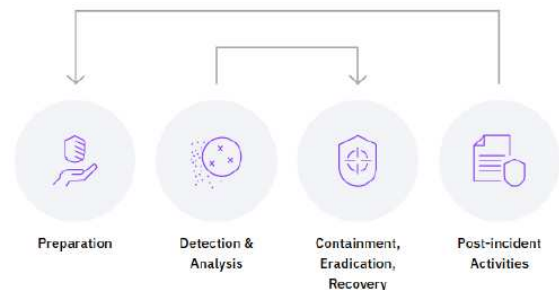 Preparation
Detection &
Analysis
Containment,
Eradication,
Recovery
Post-incident
Activities